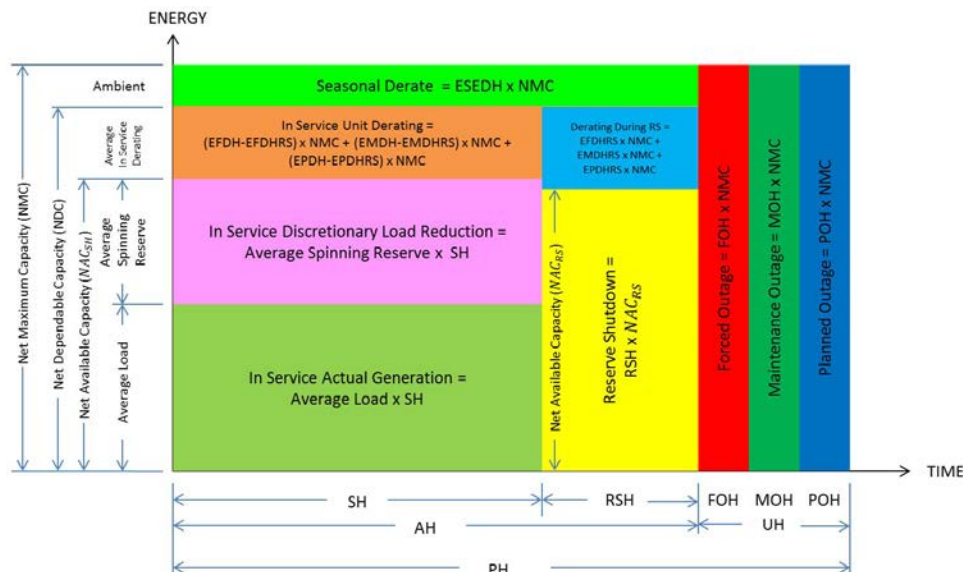 ENERGY
Ambient
Seasonal Derate = ESEDH x NMC
In Service Unit Derating =
(EFDH-EFDHRS) x NMC + (EMDH-EMDHRS) x NMC +
(EPDH-EPDHRS) x NMC
Derating During RS =
EFDHRS x NMC +
EMDHRS x NMC +
EPDHRS x NMC
In Service Discretionary Load Reduction =
Average Spinning Reserve x SH
In Service Actual Generation =
Average Load x SH
Net Maximum Capacity (NMC)
Net Dependable Capacity (NDC)
Net Available Capacity (NAC_SH)
Average
In Service
Derating
Average
Spinning
Reserve
Average Load
Net Available Capacity (NAC_RS)
Reserve Shutdown =
RSH x NAC_RS
Forced Outage = FOH x NMC
Maintenance Outage = MOH x NMC
Planned Outage = POH x NMC
TIME
SH
RSH
FOH
MOH
POH
AH
UH
PH